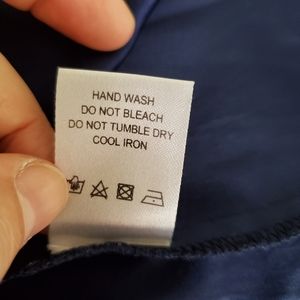 HAND WASH
DO NOT BLEACH
DO NOT TUMBLE DRY
COOL IRON